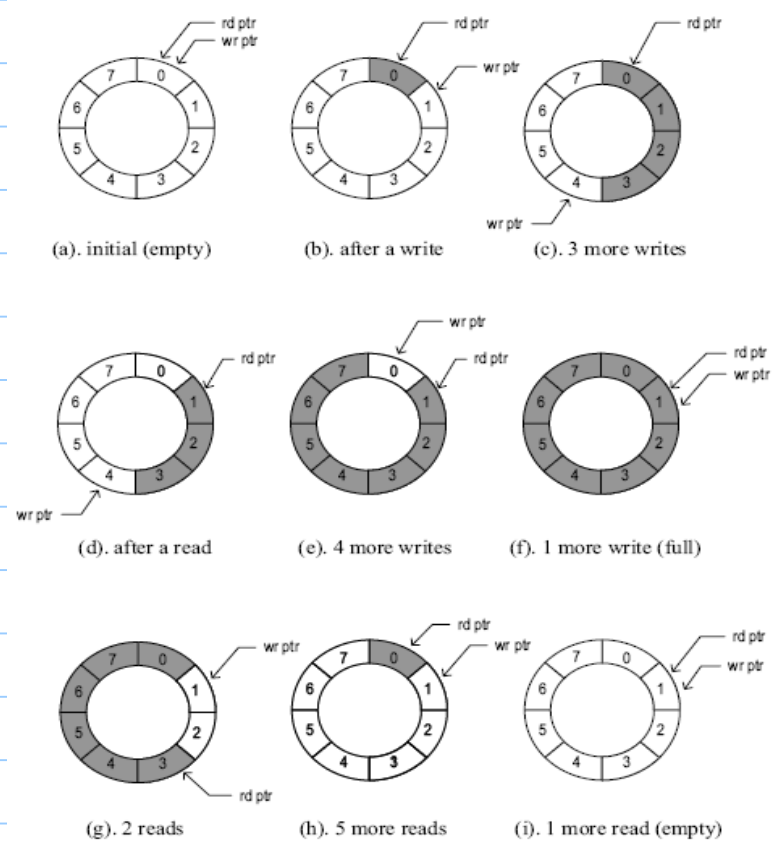 rd ptr
wr ptr
7 0
6 1
5 2
4 3
(a). initial (empty)
rd ptr
wr ptr
7 0
6 1
5 2
4 3
(b). after a write
rd ptr
7 0
6 1
5 2
4 3
wr ptr
(c). 3 more writes
rd ptr
7 0
6 1
5 2
4 3
wr ptr
(d). after a read
wr ptr
rd ptr
7 0
6 1
5 2
4 3
(e). 4 more writes
rd ptr
wr ptr
7 0
6 1
5 2
4 3
(f). 1 more write (full)
wr ptr
7 0
6 1
5 2
4 3
rd ptr
(g). 2 reads
rd ptr
wr ptr
7 0
6 1
5 2
4 3
(h). 5 more reads
rd ptr
wr ptr
7 0
6 1
5 2
4 3
(i). 1 more read (empty)